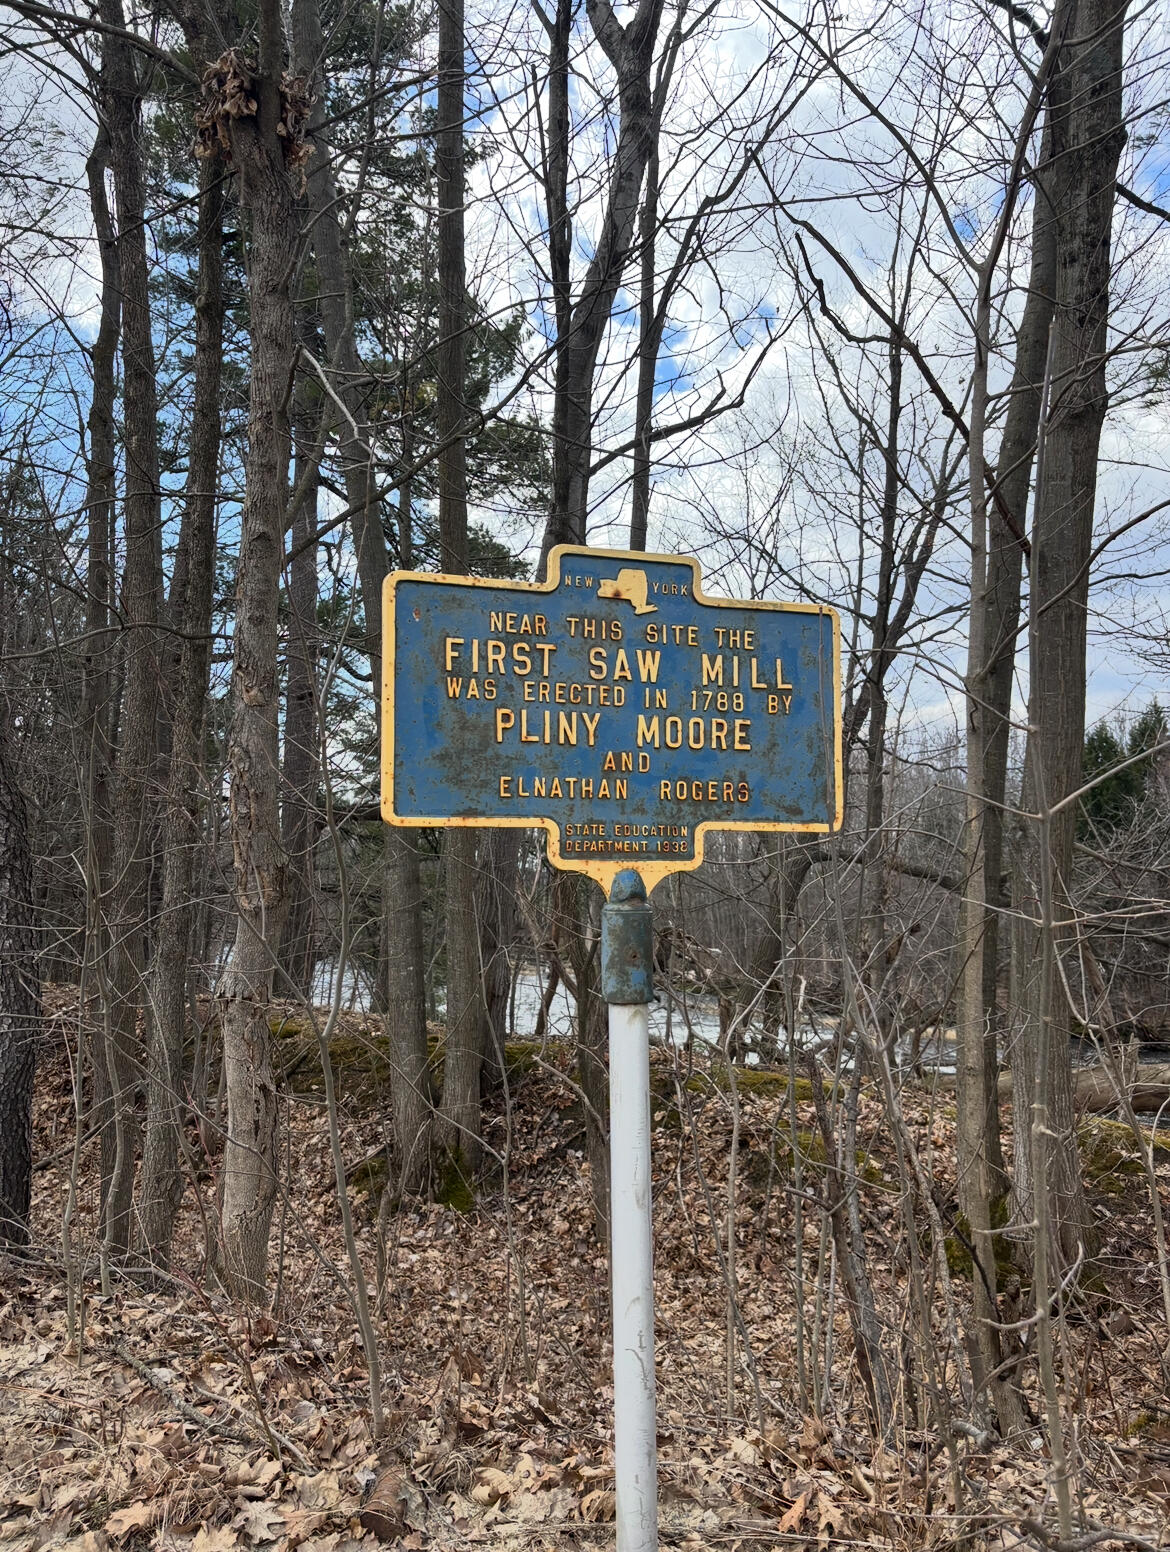 NEW YORK
NEAR THIS SITE THE
FIRST SAW MILL
WAS ERECTED IN 1788 BY
PLINY MOORE
AND
ELNATHAN ROGERS
STATE EDUCATION
DEPARTMENT 1938